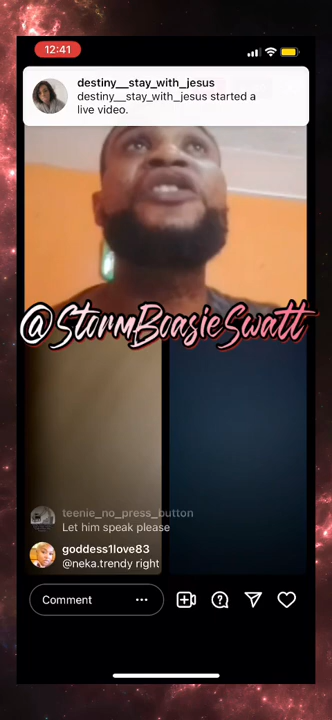 12:41
destiny__stay_with_jesus
destiny__stay_with_jesus started a
live video.
@StormBoasieSwatt
teenie_no_press_button
Let him speak please
goddess1love83
@neka.trendy right
Comment